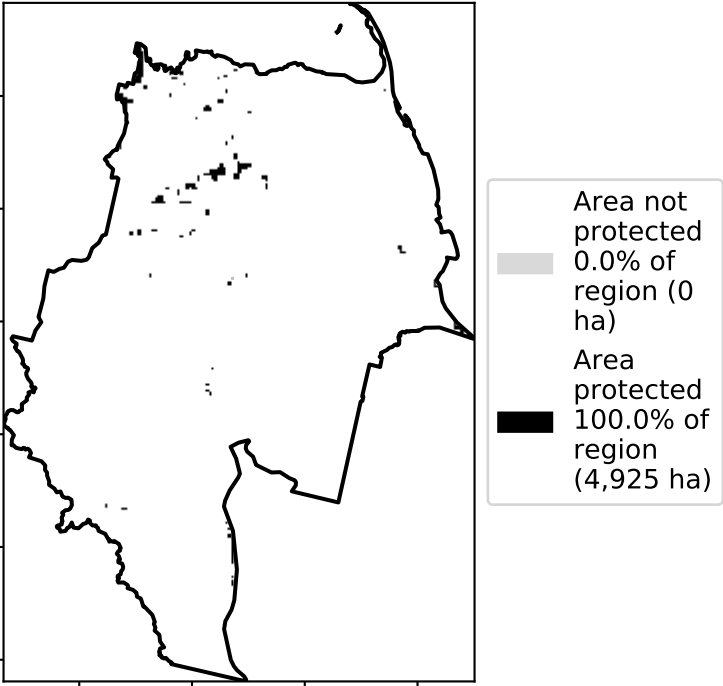 Area not
protected
0.0% of
region (0
ha)
Area
protected
100.0% of
region
(4,925 ha)